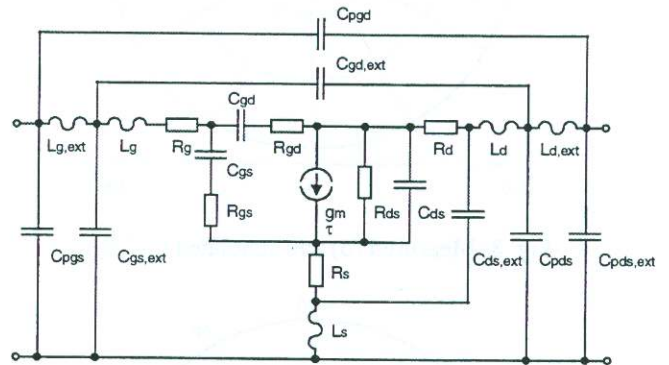 Cpgd
Cgd,ext
Cgd
Lg,ext
Lg
Rg
Rgd
Rd
Ld
Ld,ext
Cgs
Rgs
gm
τ
Rds
Cds
Cpgs
Cgs,ext
Rs
Cds,ext
Cpds
Cpds,ext
Ls